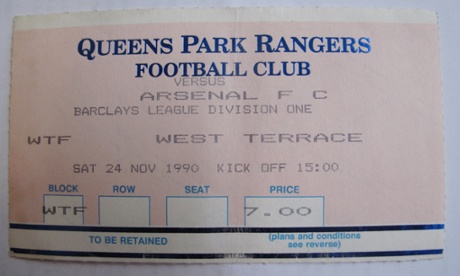 QUEENS PARK RANGERS
FOOTBALL CLUB
VERSUS
ARSENAL F C
BARCLAYS LEAGUE DIVISION ONE
WTF WEST TERRACE
SAT 24 NOV 1990 KICK OFF 15:00
BLOCK ROW SEAT PRICE
WTF 7.00
TO BE RETAINED (plans and conditions
see reverse)